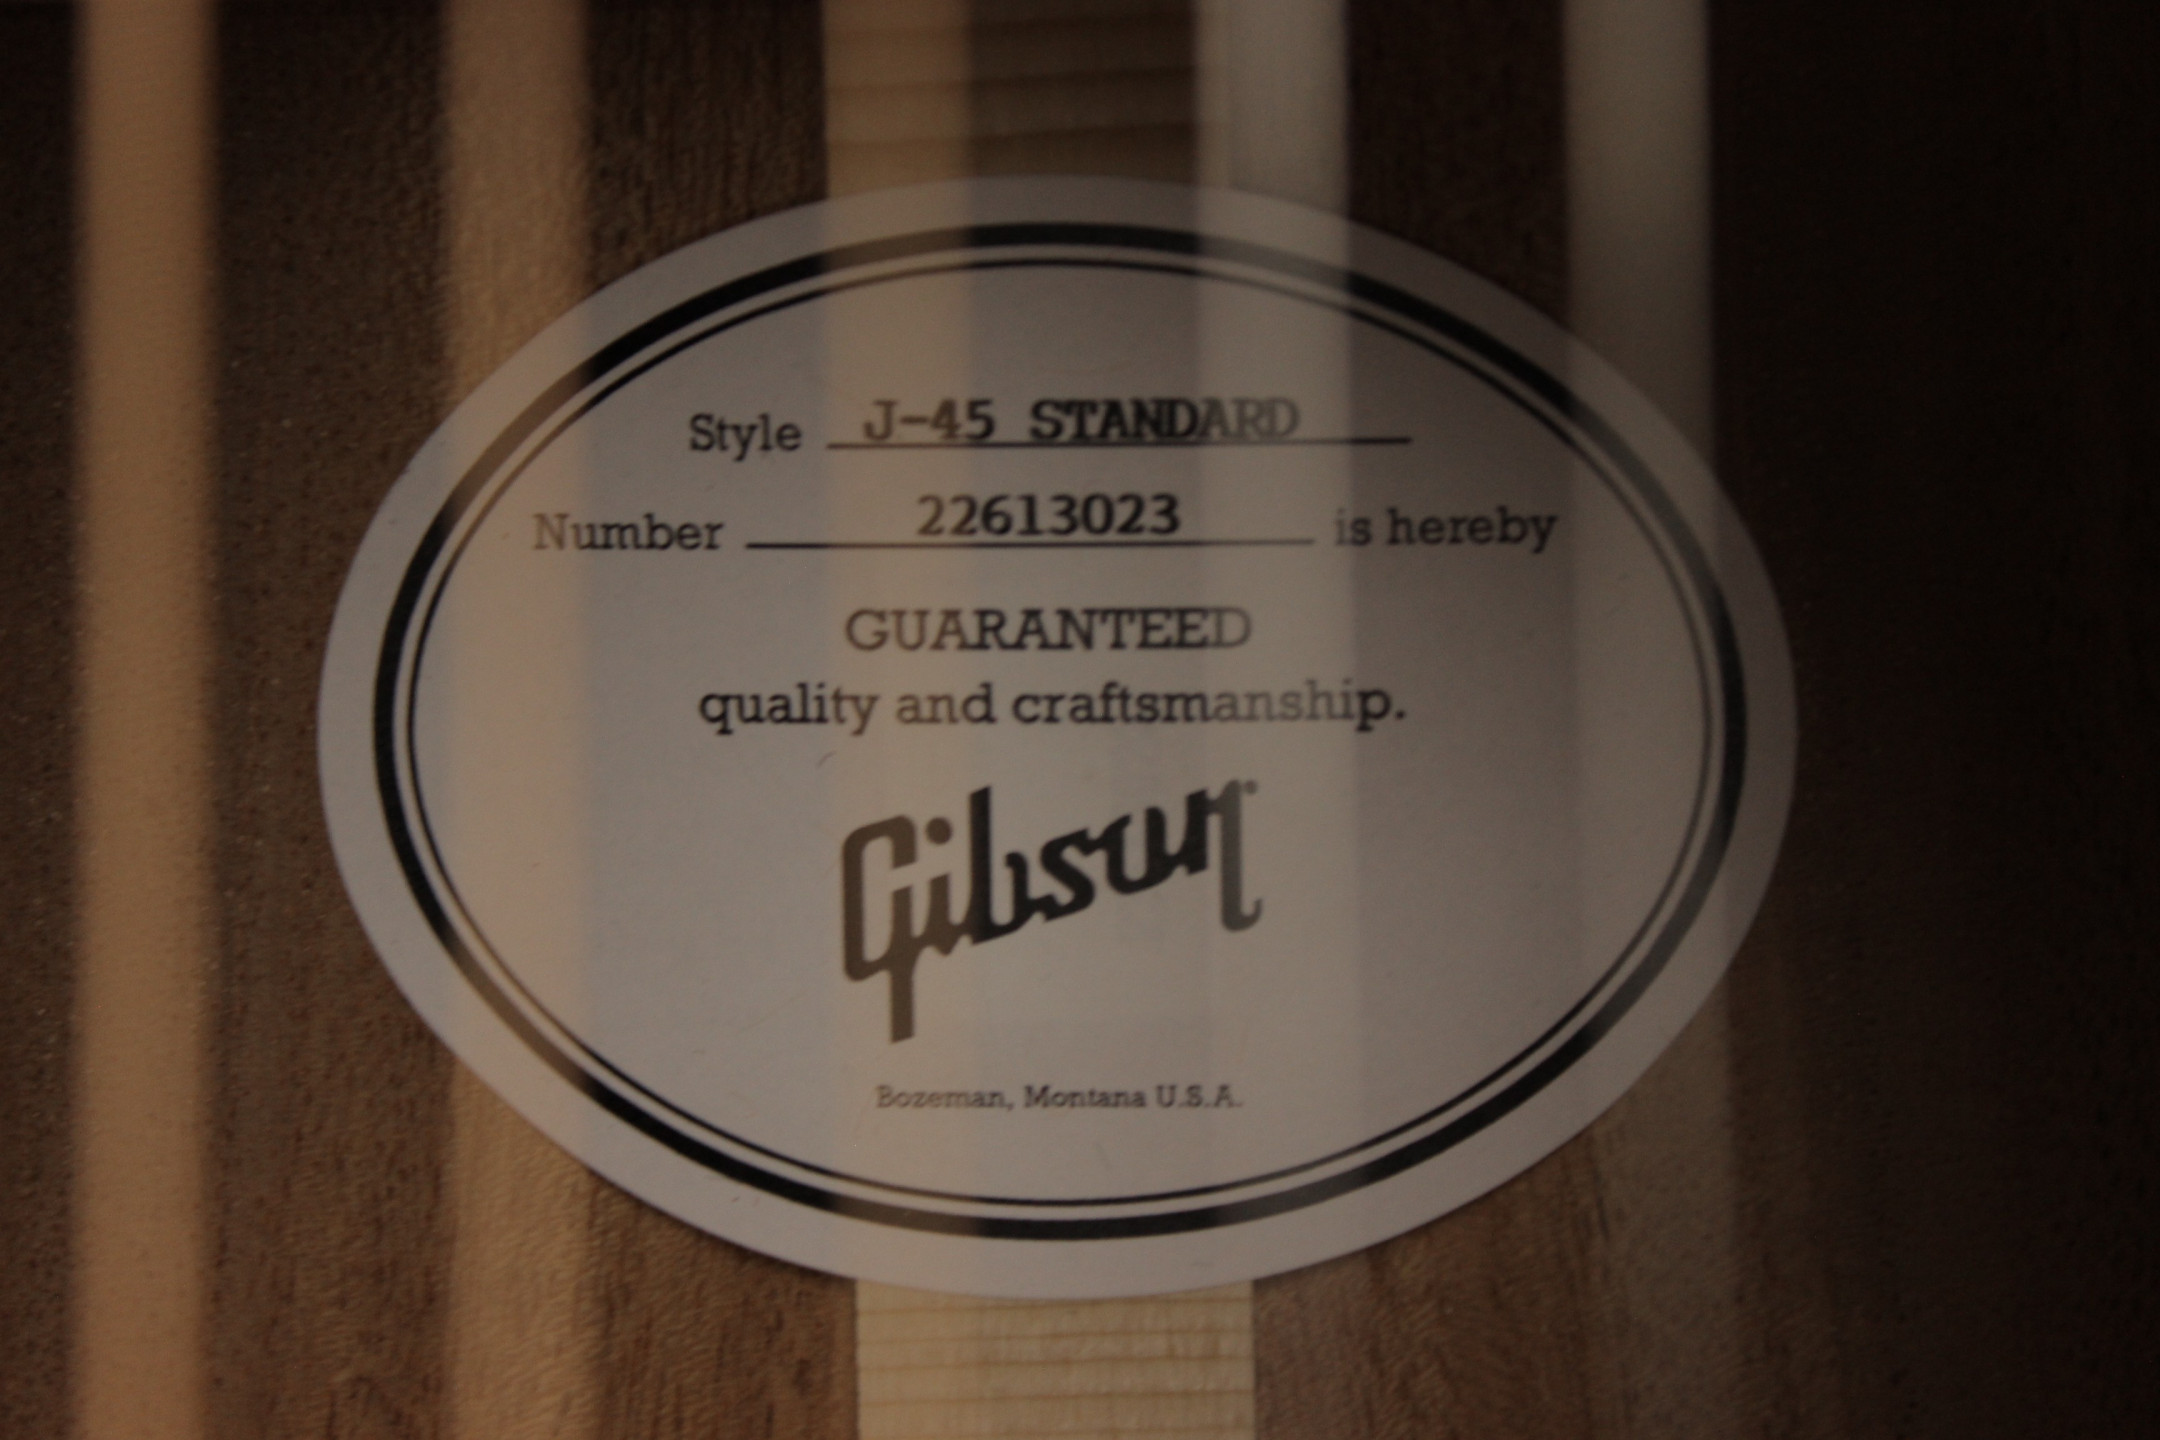 Style J-45 STANDARD
Number 22613023 is hereby
GUARANTEED
quality and craftsmanship.
Gibson
Bozeman, Montana U.S.A.